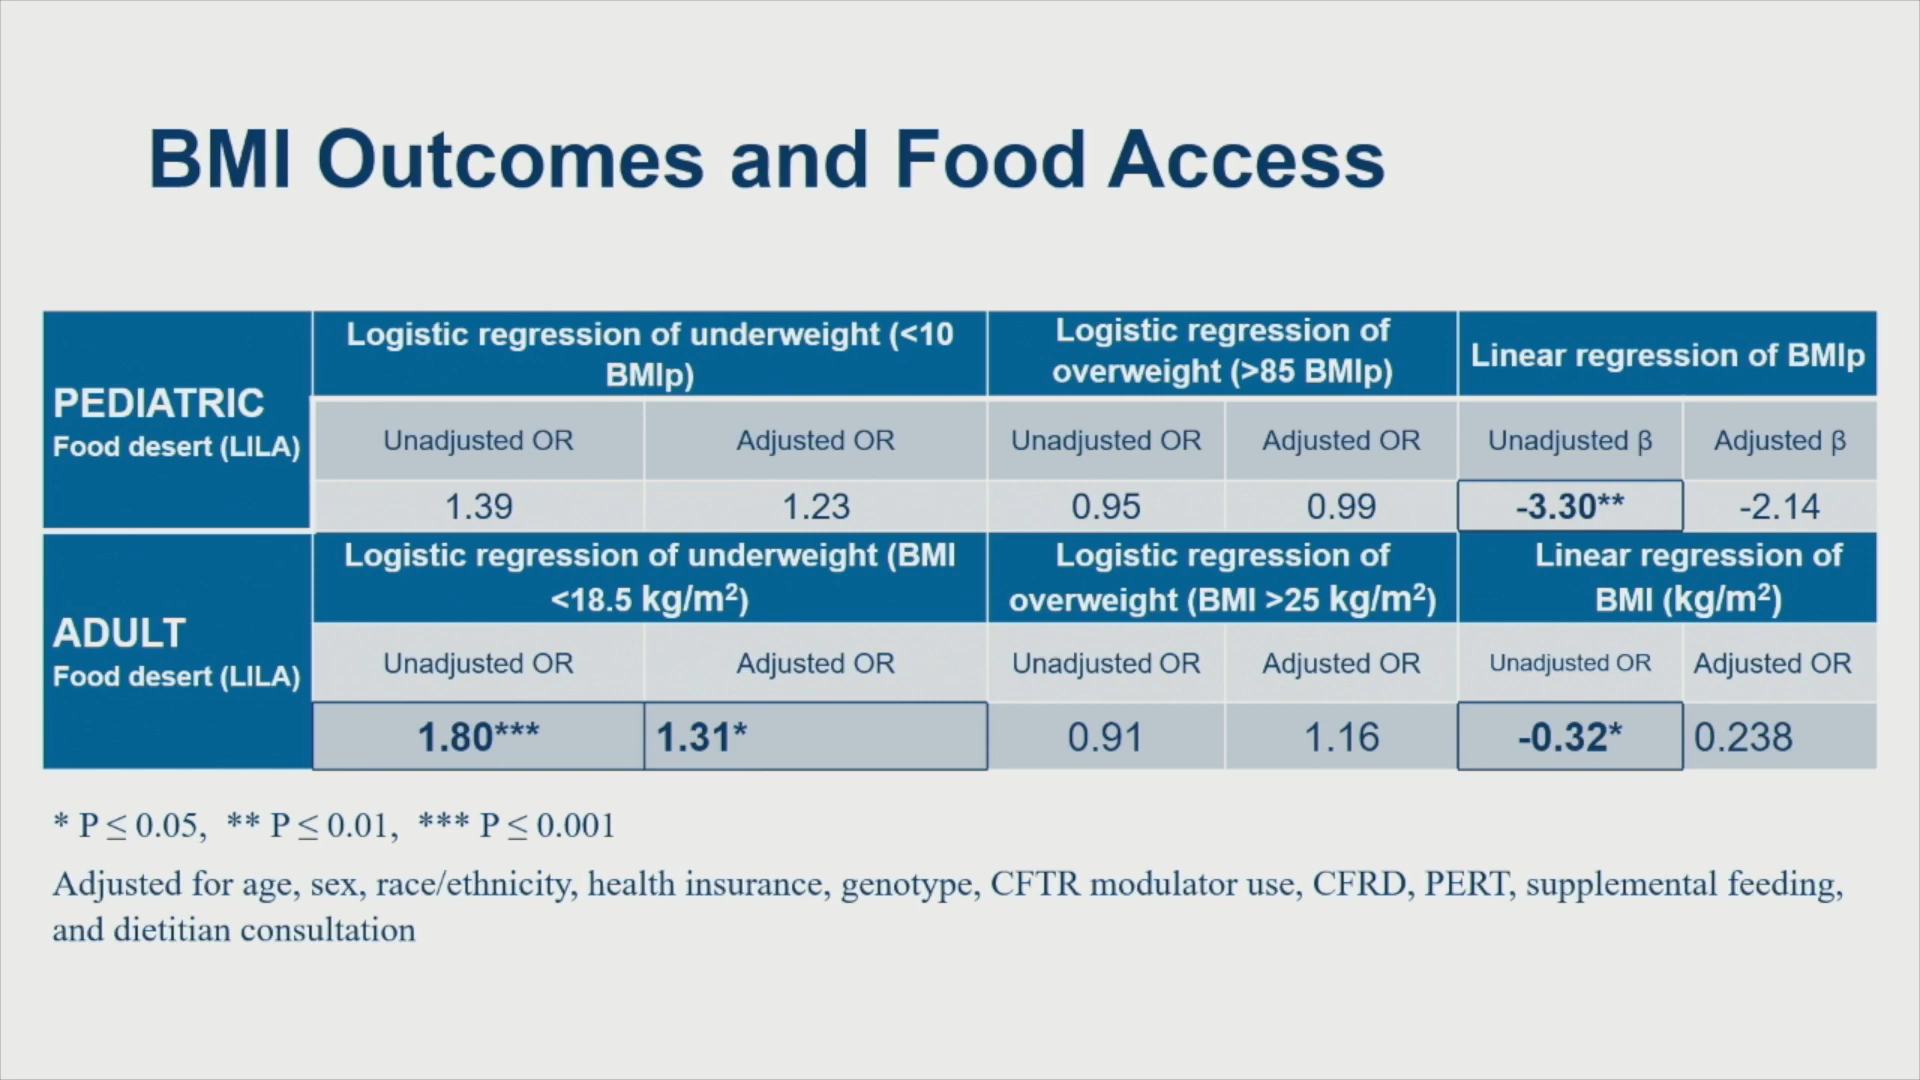 BMI Outcomes and Food Access
PEDIATRIC
Food desert (LILA)
Logistic regression of underweight (<10
BMIp)
Logistic regression of
overweight (>85 BMIp)
Linear regression of BMIp
Unadjusted OR Adjusted OR Unadjusted OR Adjusted OR Unadjusted β Adjusted β
1.39 1.23 0.95 0.99 -3.30** -2.14
ADULT
Food desert (LILA)
Logistic regression of underweight (BMI
<18.5 kg/m²)
Logistic regression of
overweight (BMI >25 kg/m²)
Linear regression of
BMI (kg/m²)
Unadjusted OR Adjusted OR Unadjusted OR Adjusted OR Unadjusted OR Adjusted OR
1.80*** 1.31* 0.91 1.16 -0.32* 0.238
* P ≤ 0.05, ** P ≤ 0.01, *** P ≤ 0.001
Adjusted for age, sex, race/ethnicity, health insurance, genotype, CFTR modulator use, CFRD, PERT, supplemental feeding,
and dietitian consultation